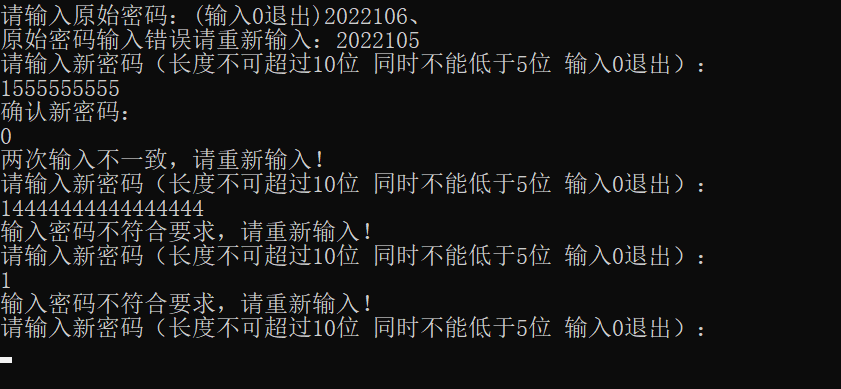 请输入原始密码：(输入0退出)2022106、
原始密码输入错误请重新输入：2022105
请输入新密码（长度不可超过10位 同时不能低于5位 输入0退出）：
1555555555
确认新密码：
0
两次输入不一致，请重新输入！
请输入新密码（长度不可超过10位 同时不能低于5位 输入0退出）：
14444444444444444
输入密码不符合要求，请重新输入！
请输入新密码（长度不可超过10位 同时不能低于5位 输入0退出）：
1
输入密码不符合要求，请重新输入！
请输入新密码（长度不可超过10位 同时不能低于5位 输入0退出）：